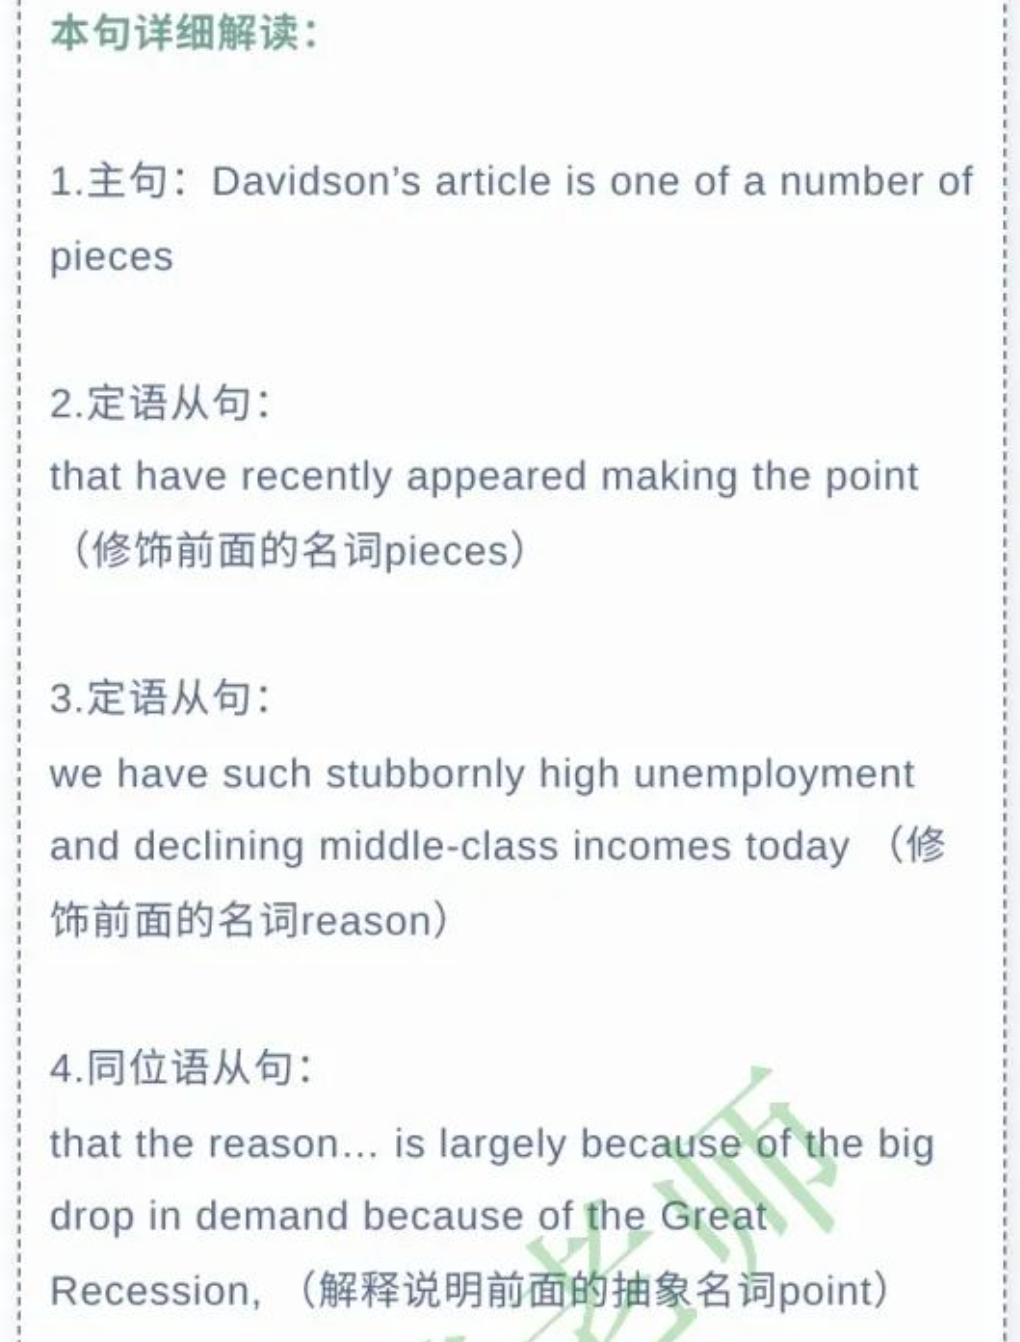 本句详细解读：
1.主句：Davidson’s article is one of a number of
pieces
2.定语从句：
that have recently appeared making the point
（修饰前面的名词pieces）
3.定语从句：
we have such stubbornly high unemployment
and declining middle-class incomes today （修
饰前面的名词reason）
4.同位语从句：
that the reason... is largely because of the big
drop in demand because of the Great
Recession, （解释说明前面的抽象名词point）
老师